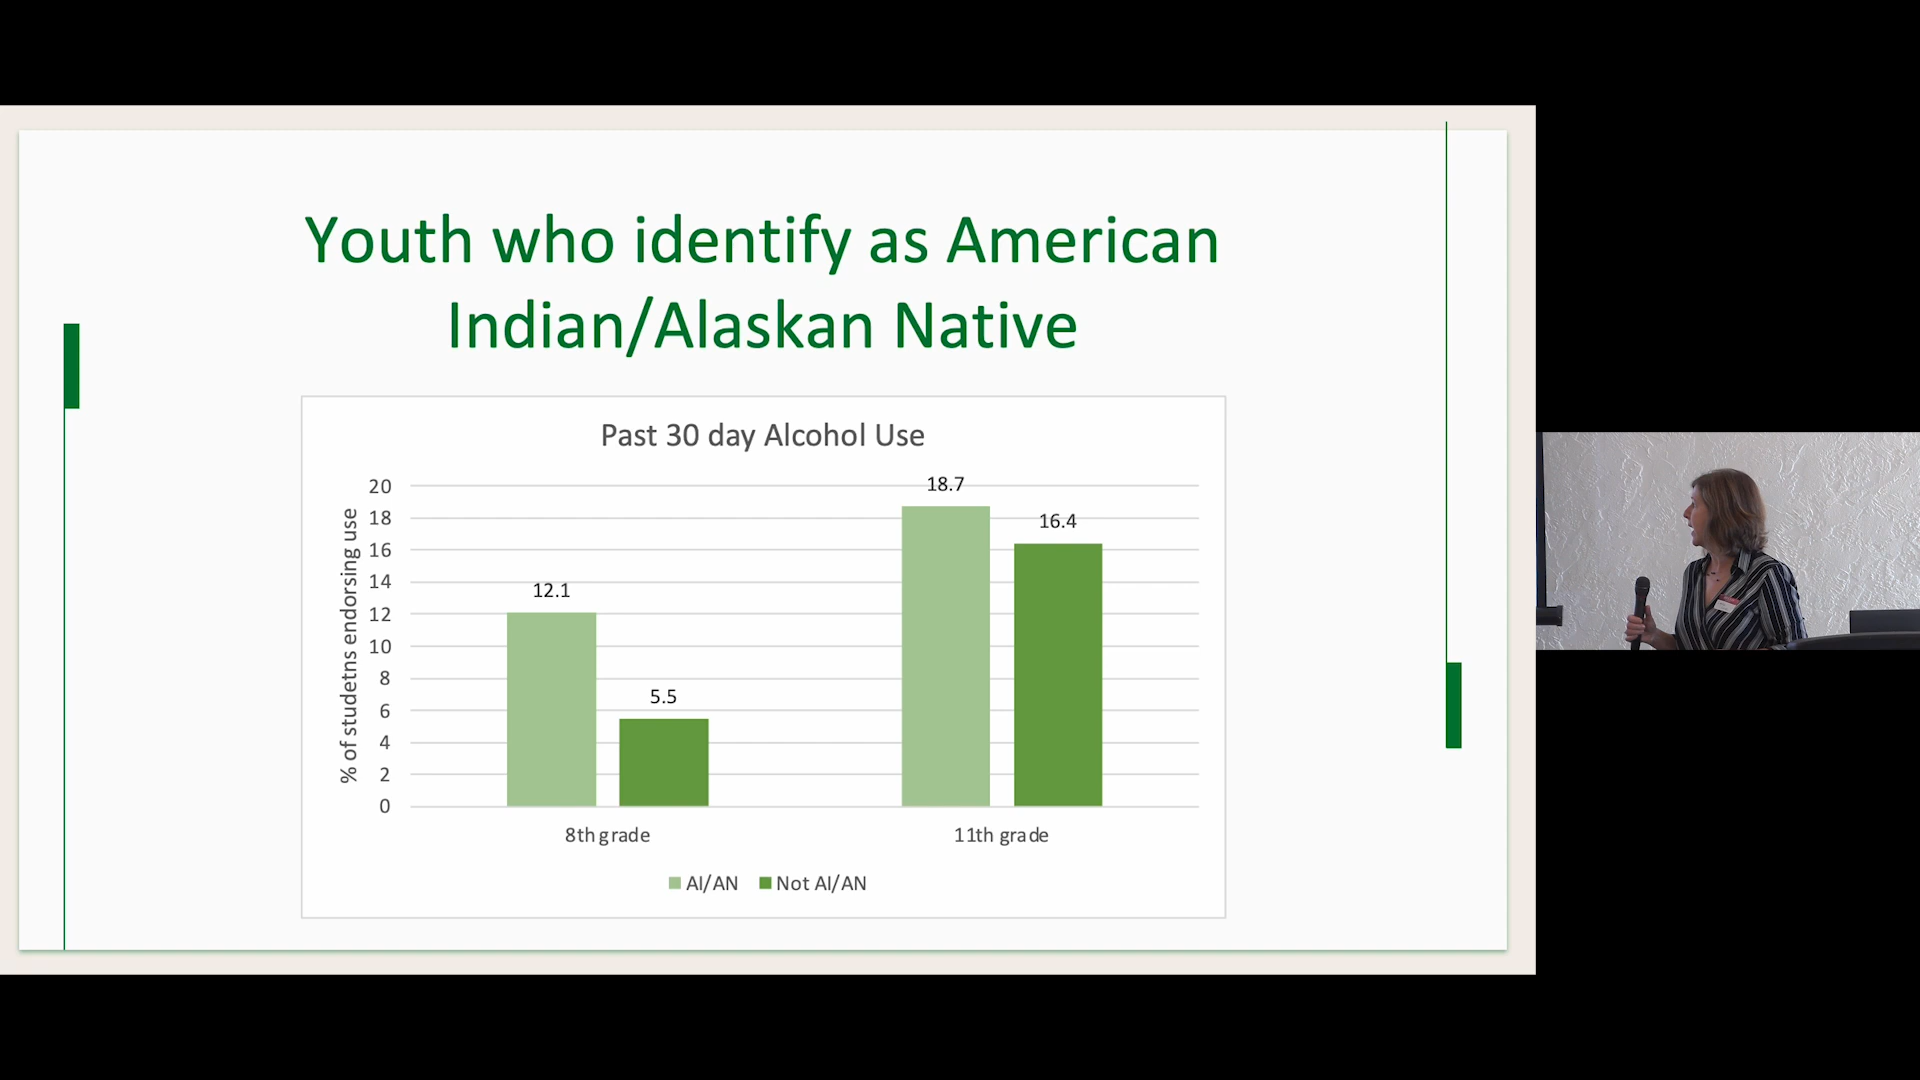 Youth who identify as American
Indian/Alaskan Native
Past 30 day Alcohol Use
% of studetns endorsing use
20
18
16
14
12
10
8
6
4
2
0
12.1
5.5
18.7
16.4
8th grade
11th grade
AI/AN
Not AI/AN